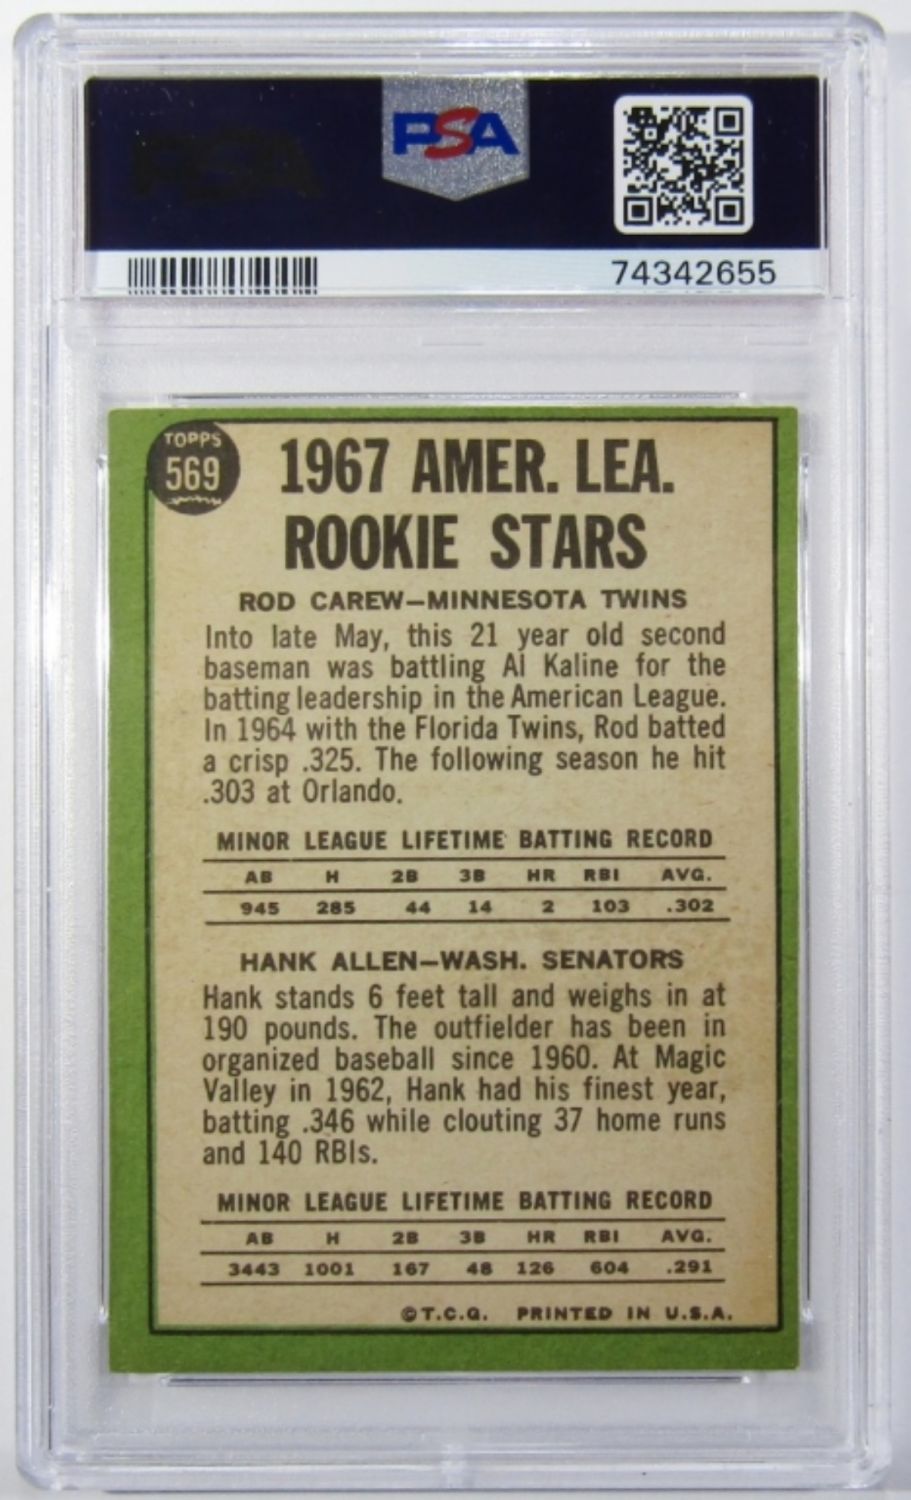 PSA
74342655
TOPPS
569
1967 AMER. LEA.
ROOKIE STARS
ROD CAREW—MINNESOTA TWINS
Into late May, this 21 year old second
baseman was battling Al Kaline for the
batting leadership in the American League.
In 1964 with the Florida Twins, Rod batted
a crisp .325. The following season he hit
.303 at Orlando.
MINOR LEAGUE LIFETIME BATTING RECORD
AB H 2B 3B HR RBI AVG.
945 285 44 14 2 103 .302
HANK ALLEN—WASH. SENATORS
Hank stands 6 feet tall and weighs in at
190 pounds. The outfielder has been in
organized baseball since 1960. At Magic
Valley in 1962, Hank had his finest year,
batting .346 while clouting 37 home runs
and 140 RBIs.
MINOR LEAGUE LIFETIME BATTING RECORD
AB H 2B 3B HR RBI AVG.
3443 1001 167 48 126 604 .291
©T.C.G. PRINTED IN U.S.A.